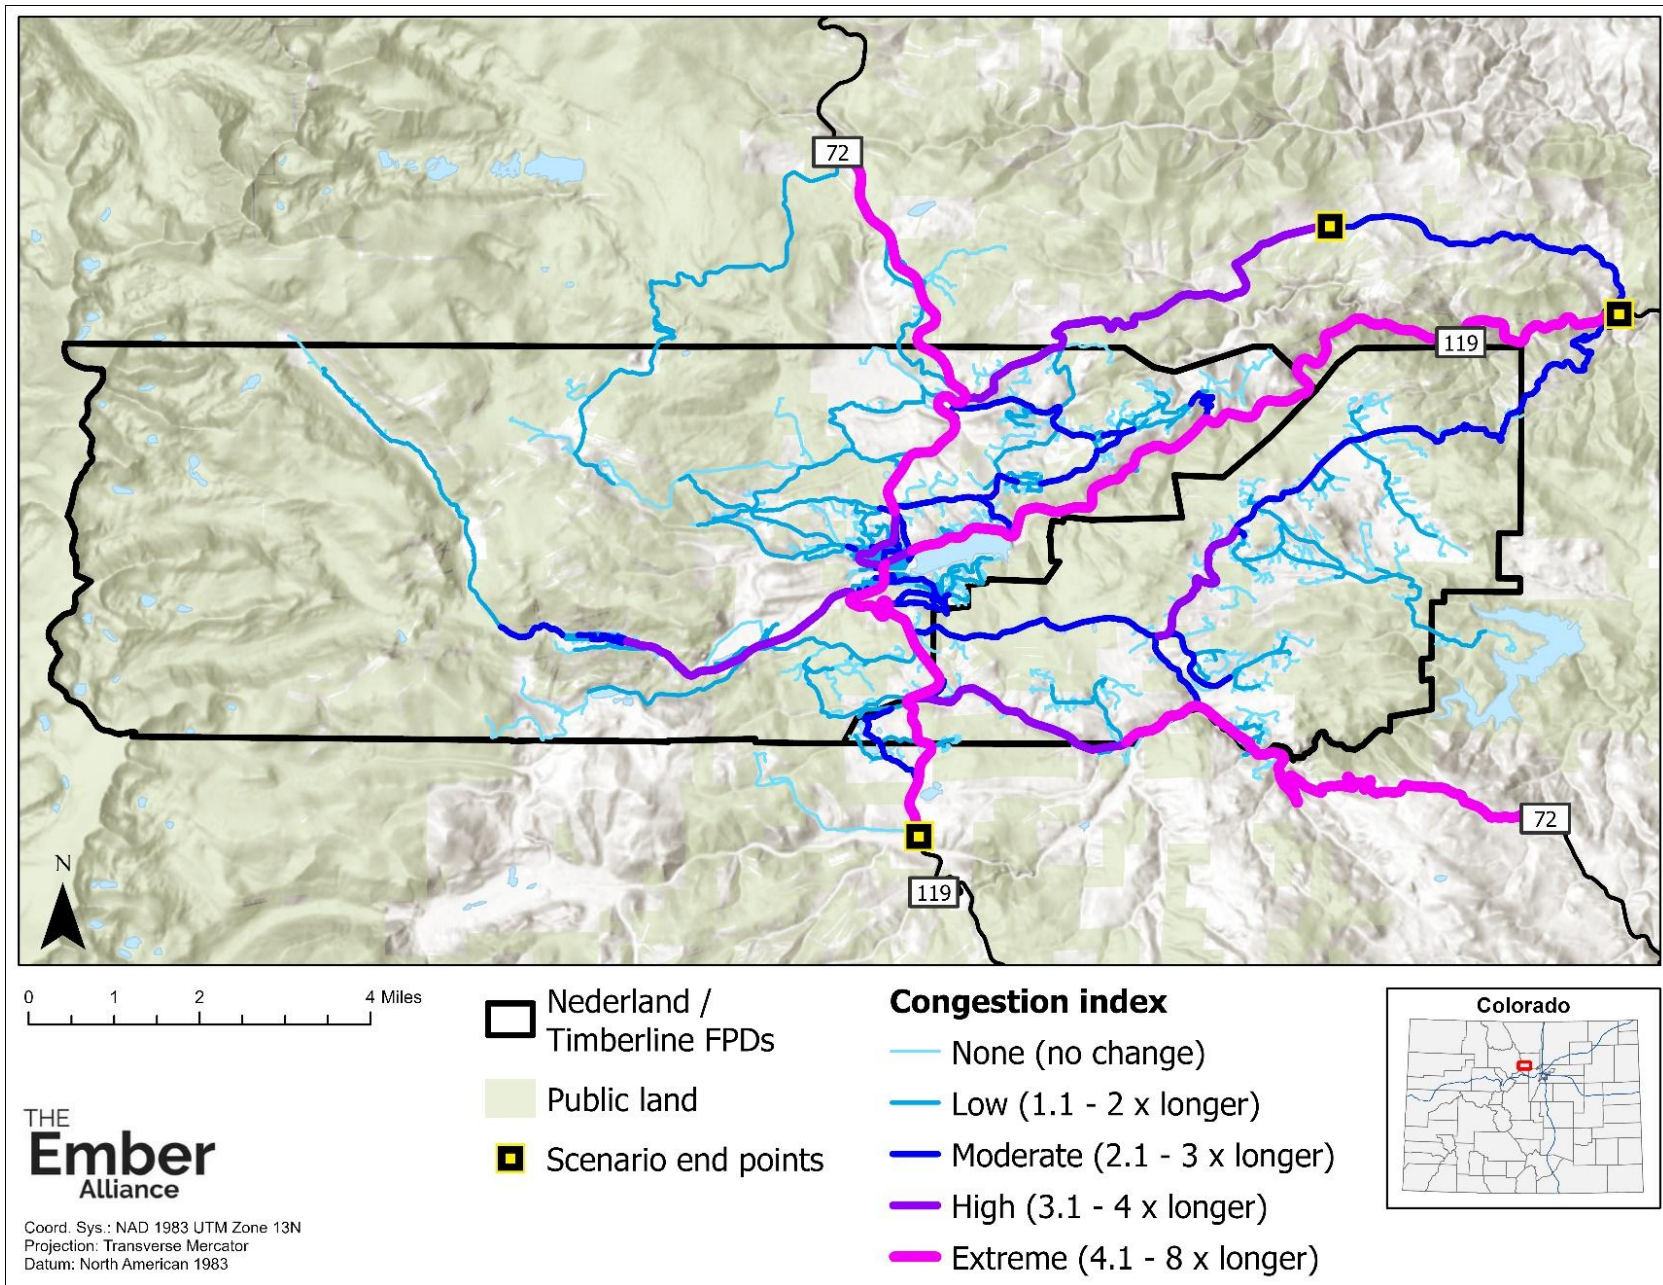 72
119
72
119
N
0 1 2 4 Miles
Nederland /
Timberline FPDs
Public land
Scenario end points
Congestion index
None (no change)
Low (1.1 - 2 x longer)
Moderate (2.1 - 3 x longer)
High (3.1 - 4 x longer)
Extreme (4.1 - 8 x longer)
Colorado
THE
Ember
Alliance
Coord. Sys.: NAD 1983 UTM Zone 13N
Projection: Transverse Mercator
Datum: North American 1983